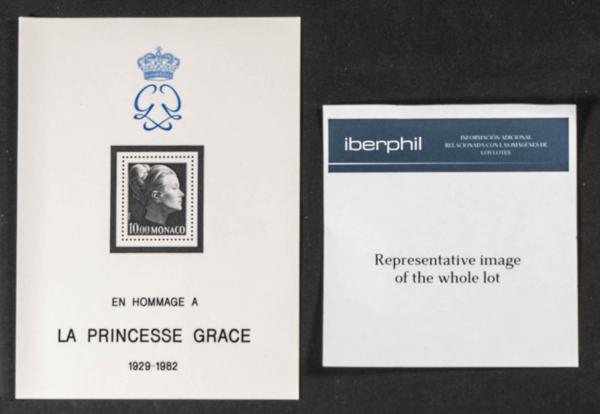 10.00 MONACO
EN HOMMAGE A
LA PRINCESSE GRACE
1929-1982
iberphil
INFORMACIÓN ADICIONAL
RELACIONADA CON LAS IMÁGENES DE
LOS LOTES
Representative image
of the whole lot